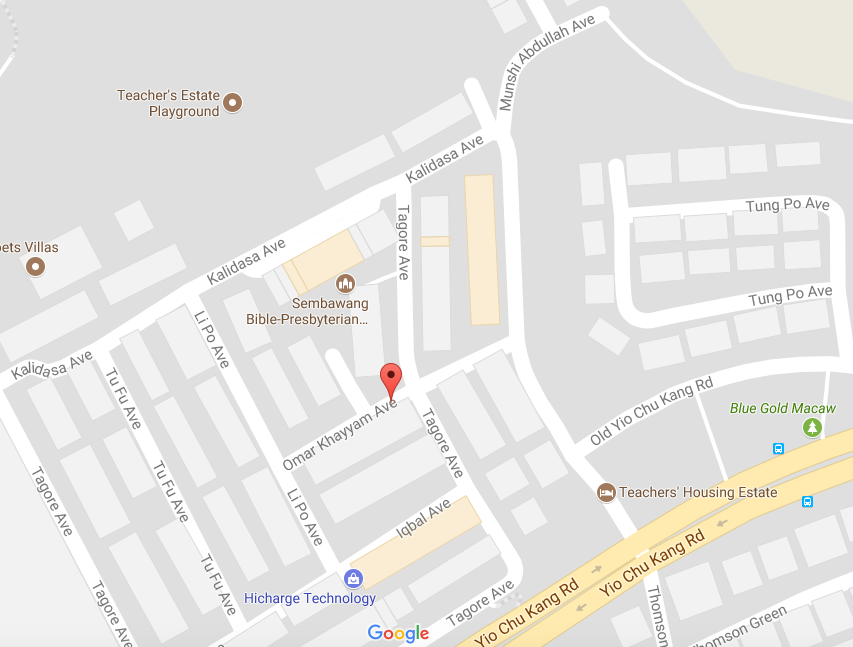 Munshi Abdullah Ave
Teacher's Estate
Playground
Kalidasa Ave
Tung Po Ave
Tagore Ave
Kalidasa Ave
ets Villas
Sembawang
Bible-Presbyterian...
Tung Po Ave
Li Po Ave
Kalidasa Ave
Tu Fu Ave
Old Yio Chu Kang Rd
Blue Gold Macaw
Omar Khayyam Ave
Tagore Ave
Tu Fu Ave
Tagore Ave
Li Po Ave
Teachers' Housing Estate
Iqbal Ave
Yio Chu Kang Rd
Tu Fu Ave
Hicharge Technology
Tagore Ave
Tagore Ave
Yio Chu Kang Rd
Thomson
homson Green
Google